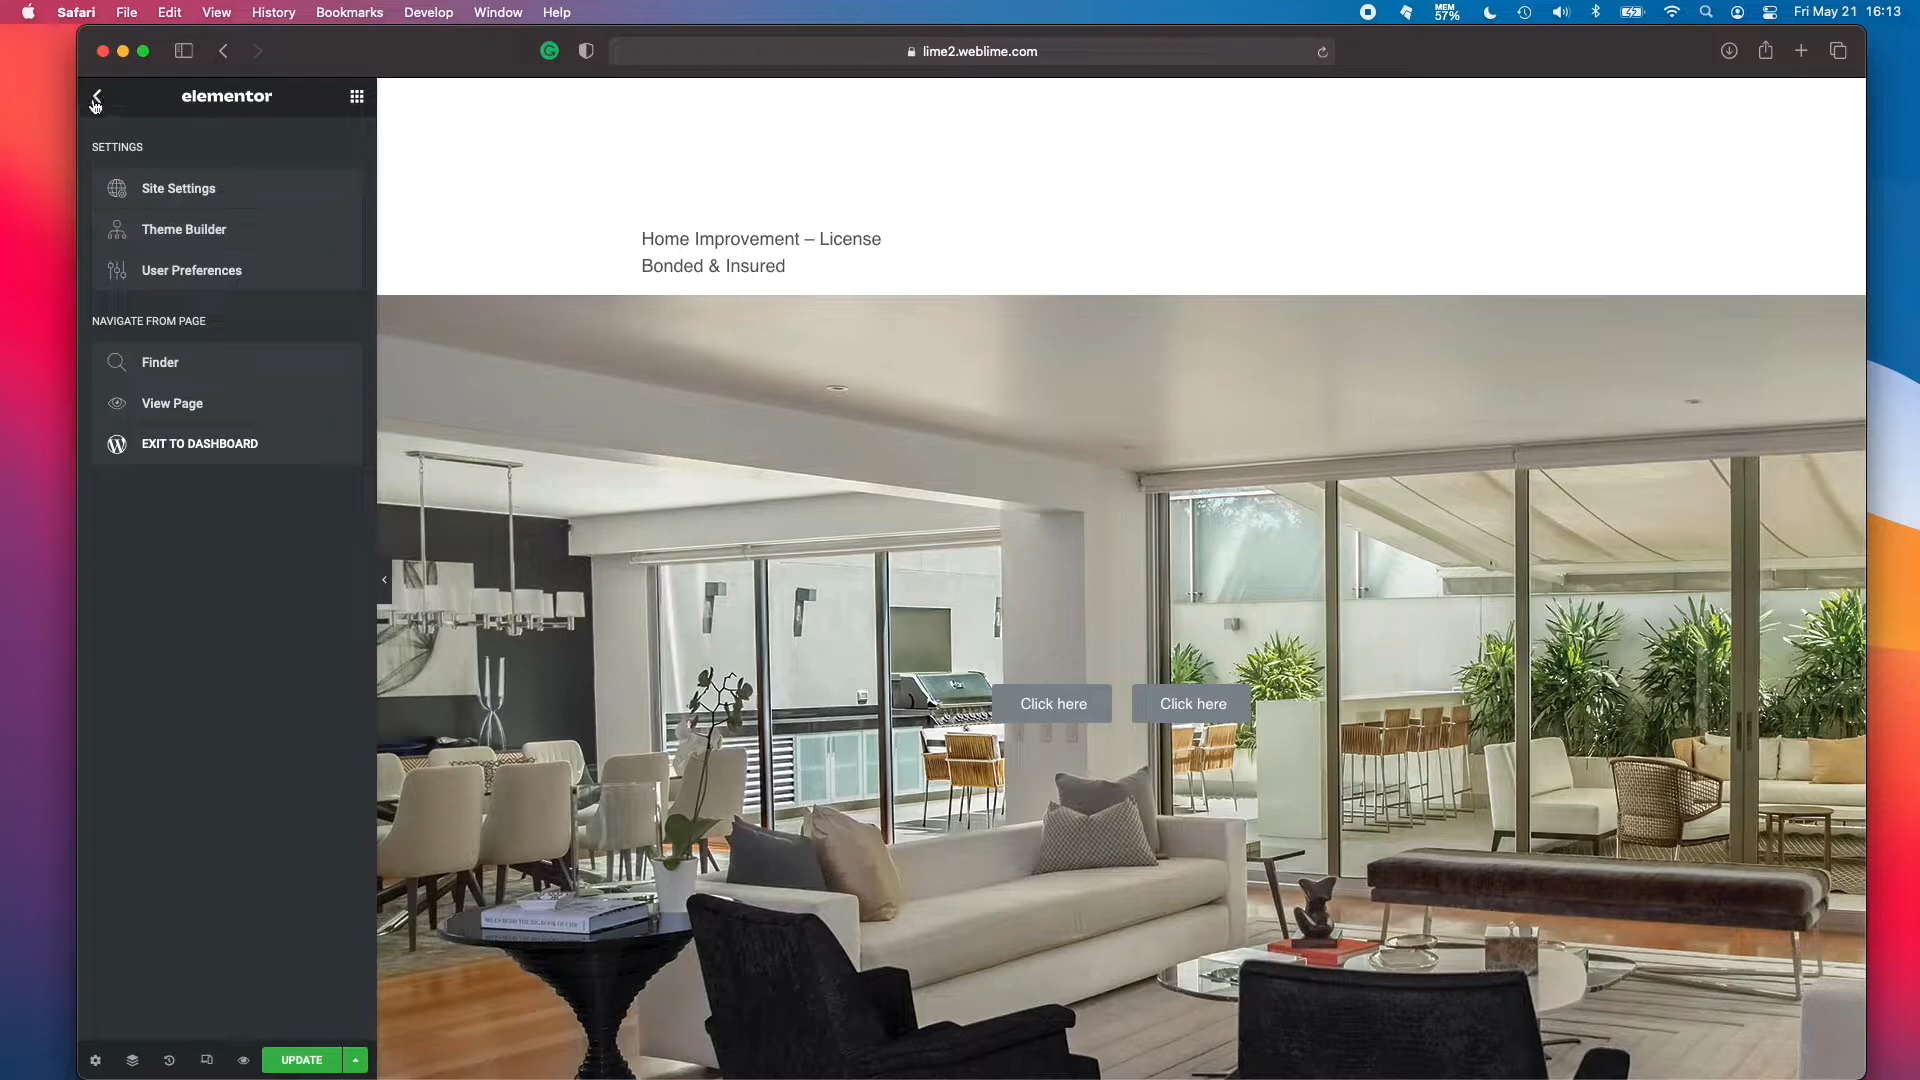 Safari File Edit View History Bookmarks Develop Window Help MEM 57% Fri May 21 16:13
lime2.weblime.com
elementor
SETTINGS
Site Settings
Theme Builder
User Preferences
NAVIGATE FROM PAGE
Finder
View Page
EXIT TO DASHBOARD
Home Improvement – License
Bonded & Insured
Click here Click here
UPDATE